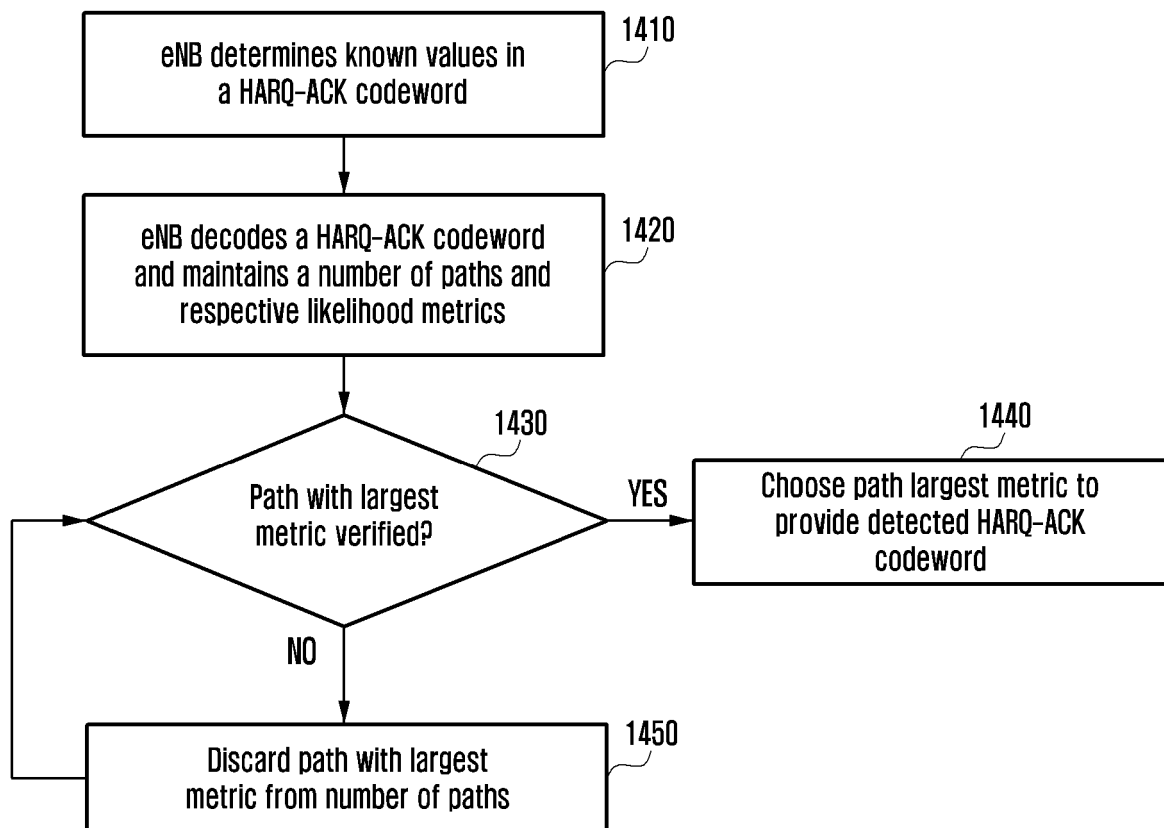 1410
eNB determines known values in
a HARQ-ACK codeword
1420
eNB decodes a HARQ-ACK codeword
and maintains a number of paths and
respective likelihood metrics
1430
Path with largest
metric verified?
YES
1440
Choose path largest metric to
provide detected HARQ-ACK
codeword
NO
1450
Discard path with largest
metric from number of paths